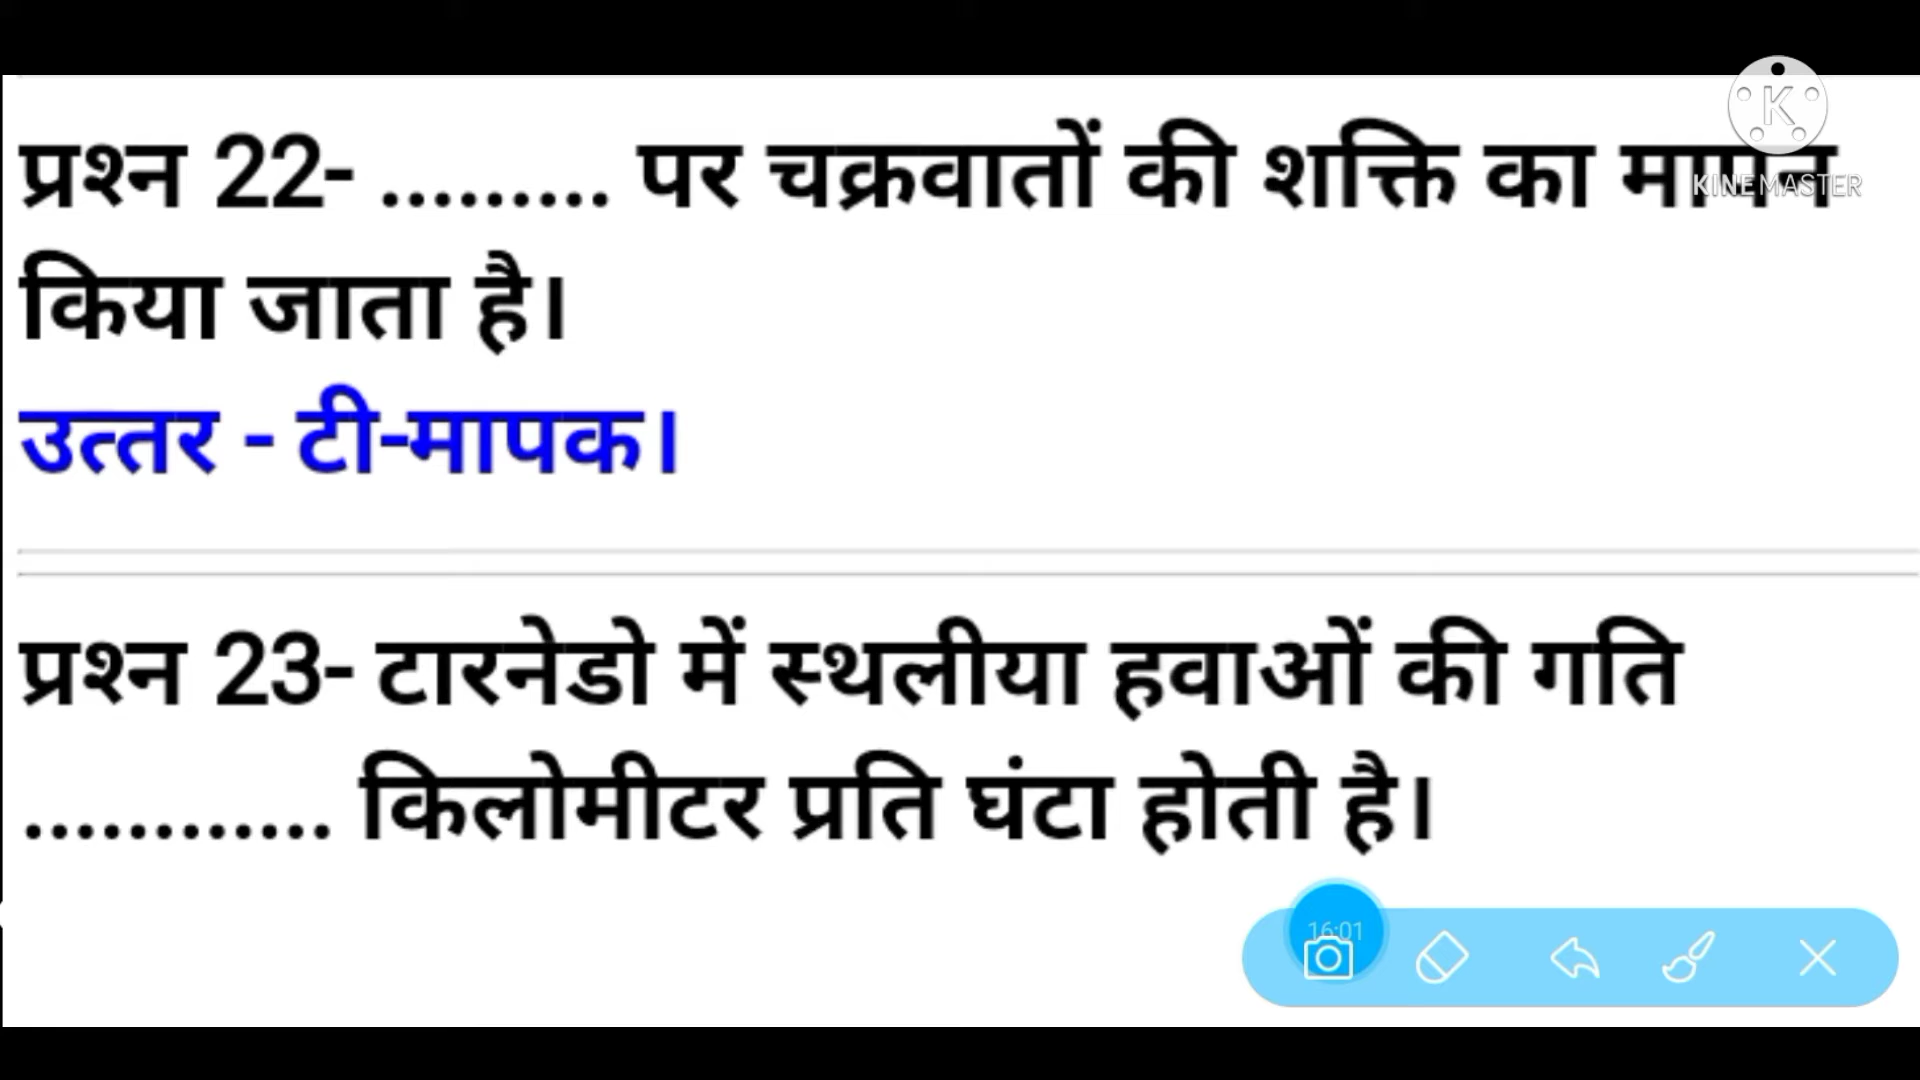 K
KINEMASTER
प्रश्न 22- ......... पर चक्रवातों की शक्ति का मापन
किया जाता है।
उत्तर - टी-मापक।
प्रश्न 23- टारनेडो में स्थलीया हवाओं की गति
............ किलोमीटर प्रति घंटा होती है।
16:01